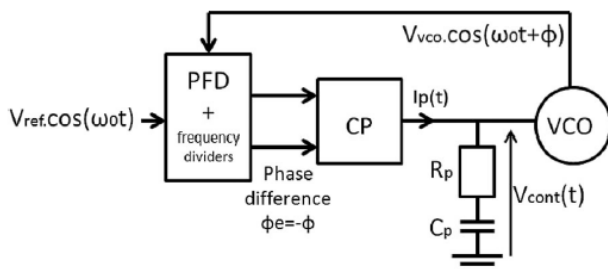 Vvco.cos(ω0t+ϕ)
PFD
+
frequency
dividers
Vref.cos(ω0t)
CP
Ip(t)
VCO
Phase
difference
ϕe=-ϕ
Rp
Cp
Vcont(t)